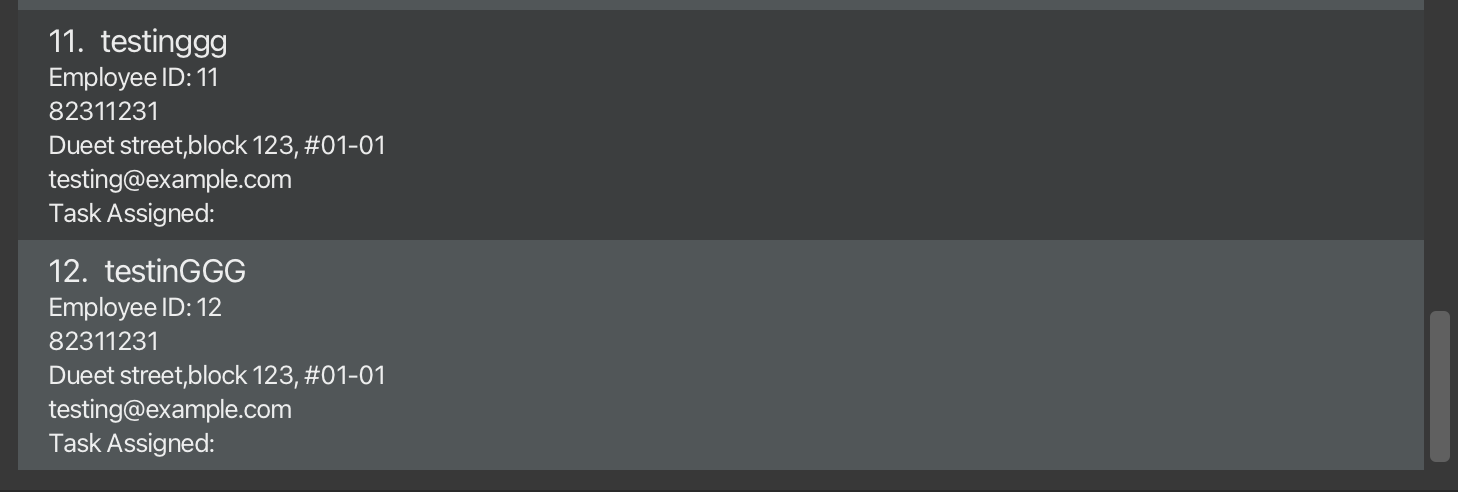 11. testinggg
Employee ID: 11
82311231
Dueet street,block 123, #01-01
testing@example.com
Task Assigned:
12. testinGGG
Employee ID: 12
82311231
Dueet street,block 123, #01-01
testing@example.com
Task Assigned: